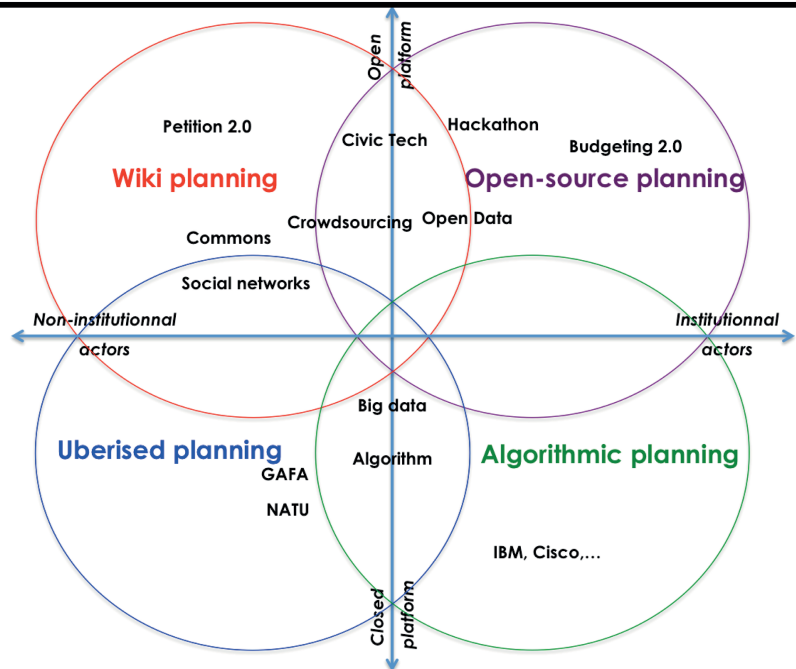 Open
platform
Petition 2.0
Hackathon
Civic Tech
Budgeting 2.0
Wiki planning
Open-source planning
Crowdsourcing
Open Data
Commons
Social networks
Non-institutionnal
actors
Institutionnal
actors
Big data
Uberised planning
Algorithm
Algorithmic planning
GAFA
NATU
IBM, Cisco,...
Closed
platform